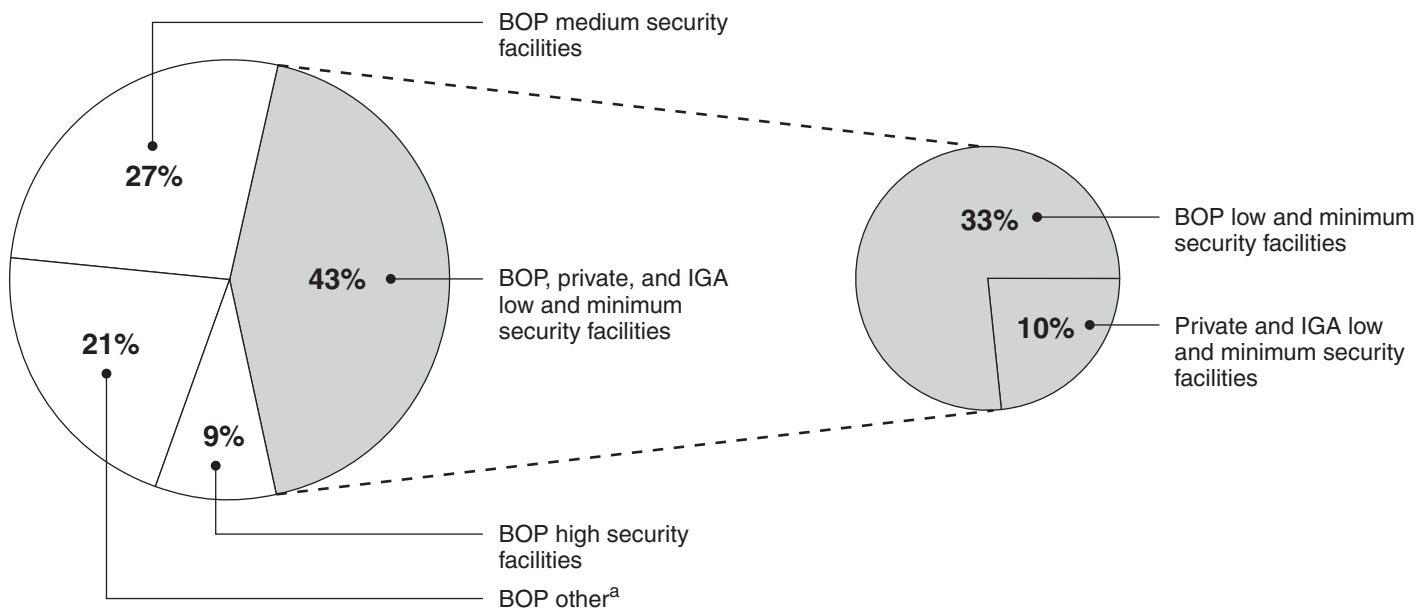 BOP medium security
facilities
27%
43%
BOP, private, and IGA
low and minimum
security facilities
21%
9%
BOP high security
facilities
BOP otherᵃ
33%
BOP low and minimum
security facilities
10%
Private and IGA low
and minimum security
facilities